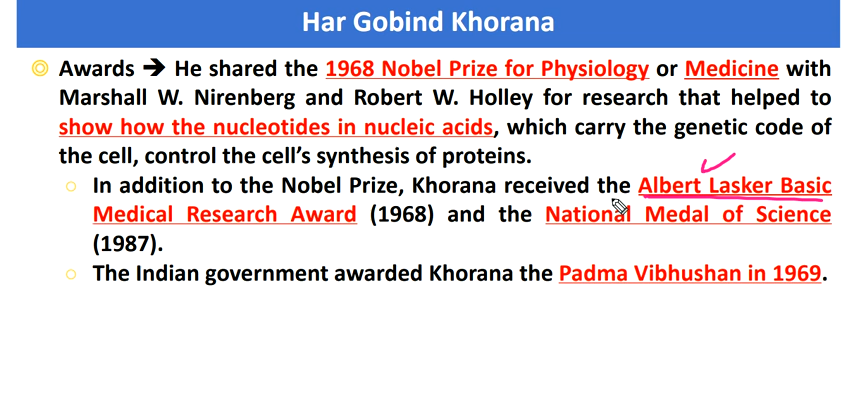 Har Gobind Khorana
Awards ➔ He shared the 1968 Nobel Prize for Physiology or Medicine with
Marshall W. Nirenberg and Robert W. Holley for research that helped to
show how the nucleotides in nucleic acids, which carry the genetic code of
the cell, control the cell’s synthesis of proteins.
In addition to the Nobel Prize, Khorana received the Albert Lasker Basic
Medical Research Award (1968) and the National Medal of Science
(1987).
The Indian government awarded Khorana the Padma Vibhushan in 1969.